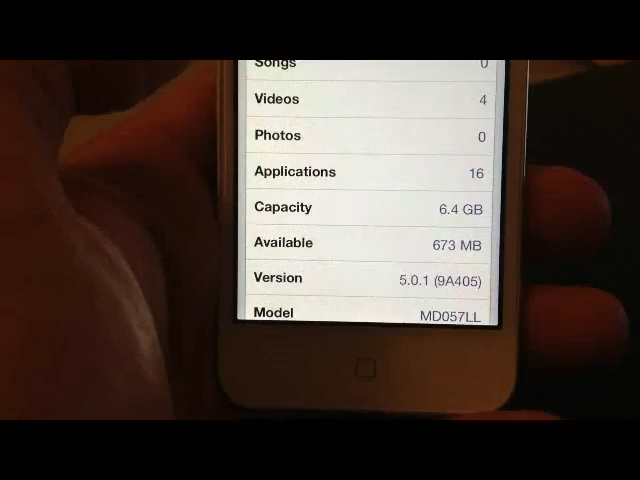 Songs 0
Videos 4
Photos 0
Applications 16
Capacity 6.4 GB
Available 673 MB
Version 5.0.1 (9A405)
Model MD057LL